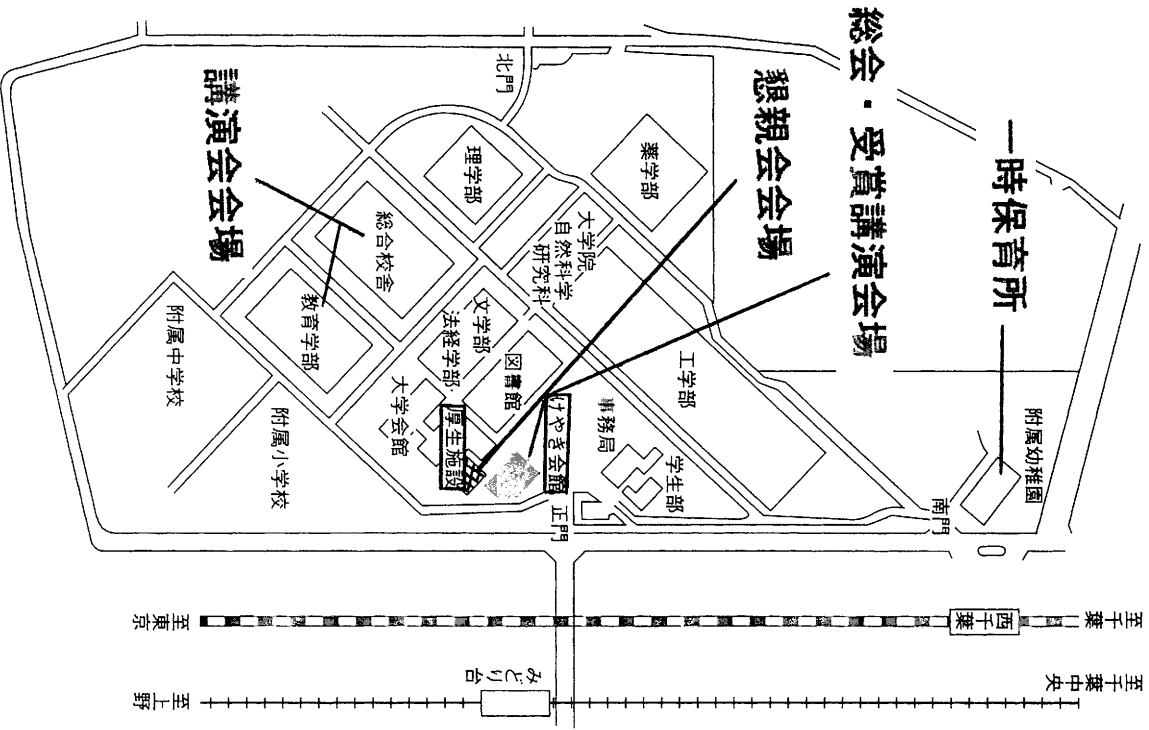 総会・受賞講演会会場
懇親会会場
一時保育所
講演会会場
北門
理学部
薬学部
総合校舎
大学院
自然科学
研究科
教育学部
文学部
法経学部
図書館
工学部
附属中学校
附属小学校
大学会館
厚生施設
けやき会館
事務局
学生部
附属幼稚園
南門
正門
至東京
西千葉
至千葉
至上野
みどり台
至千葉中央